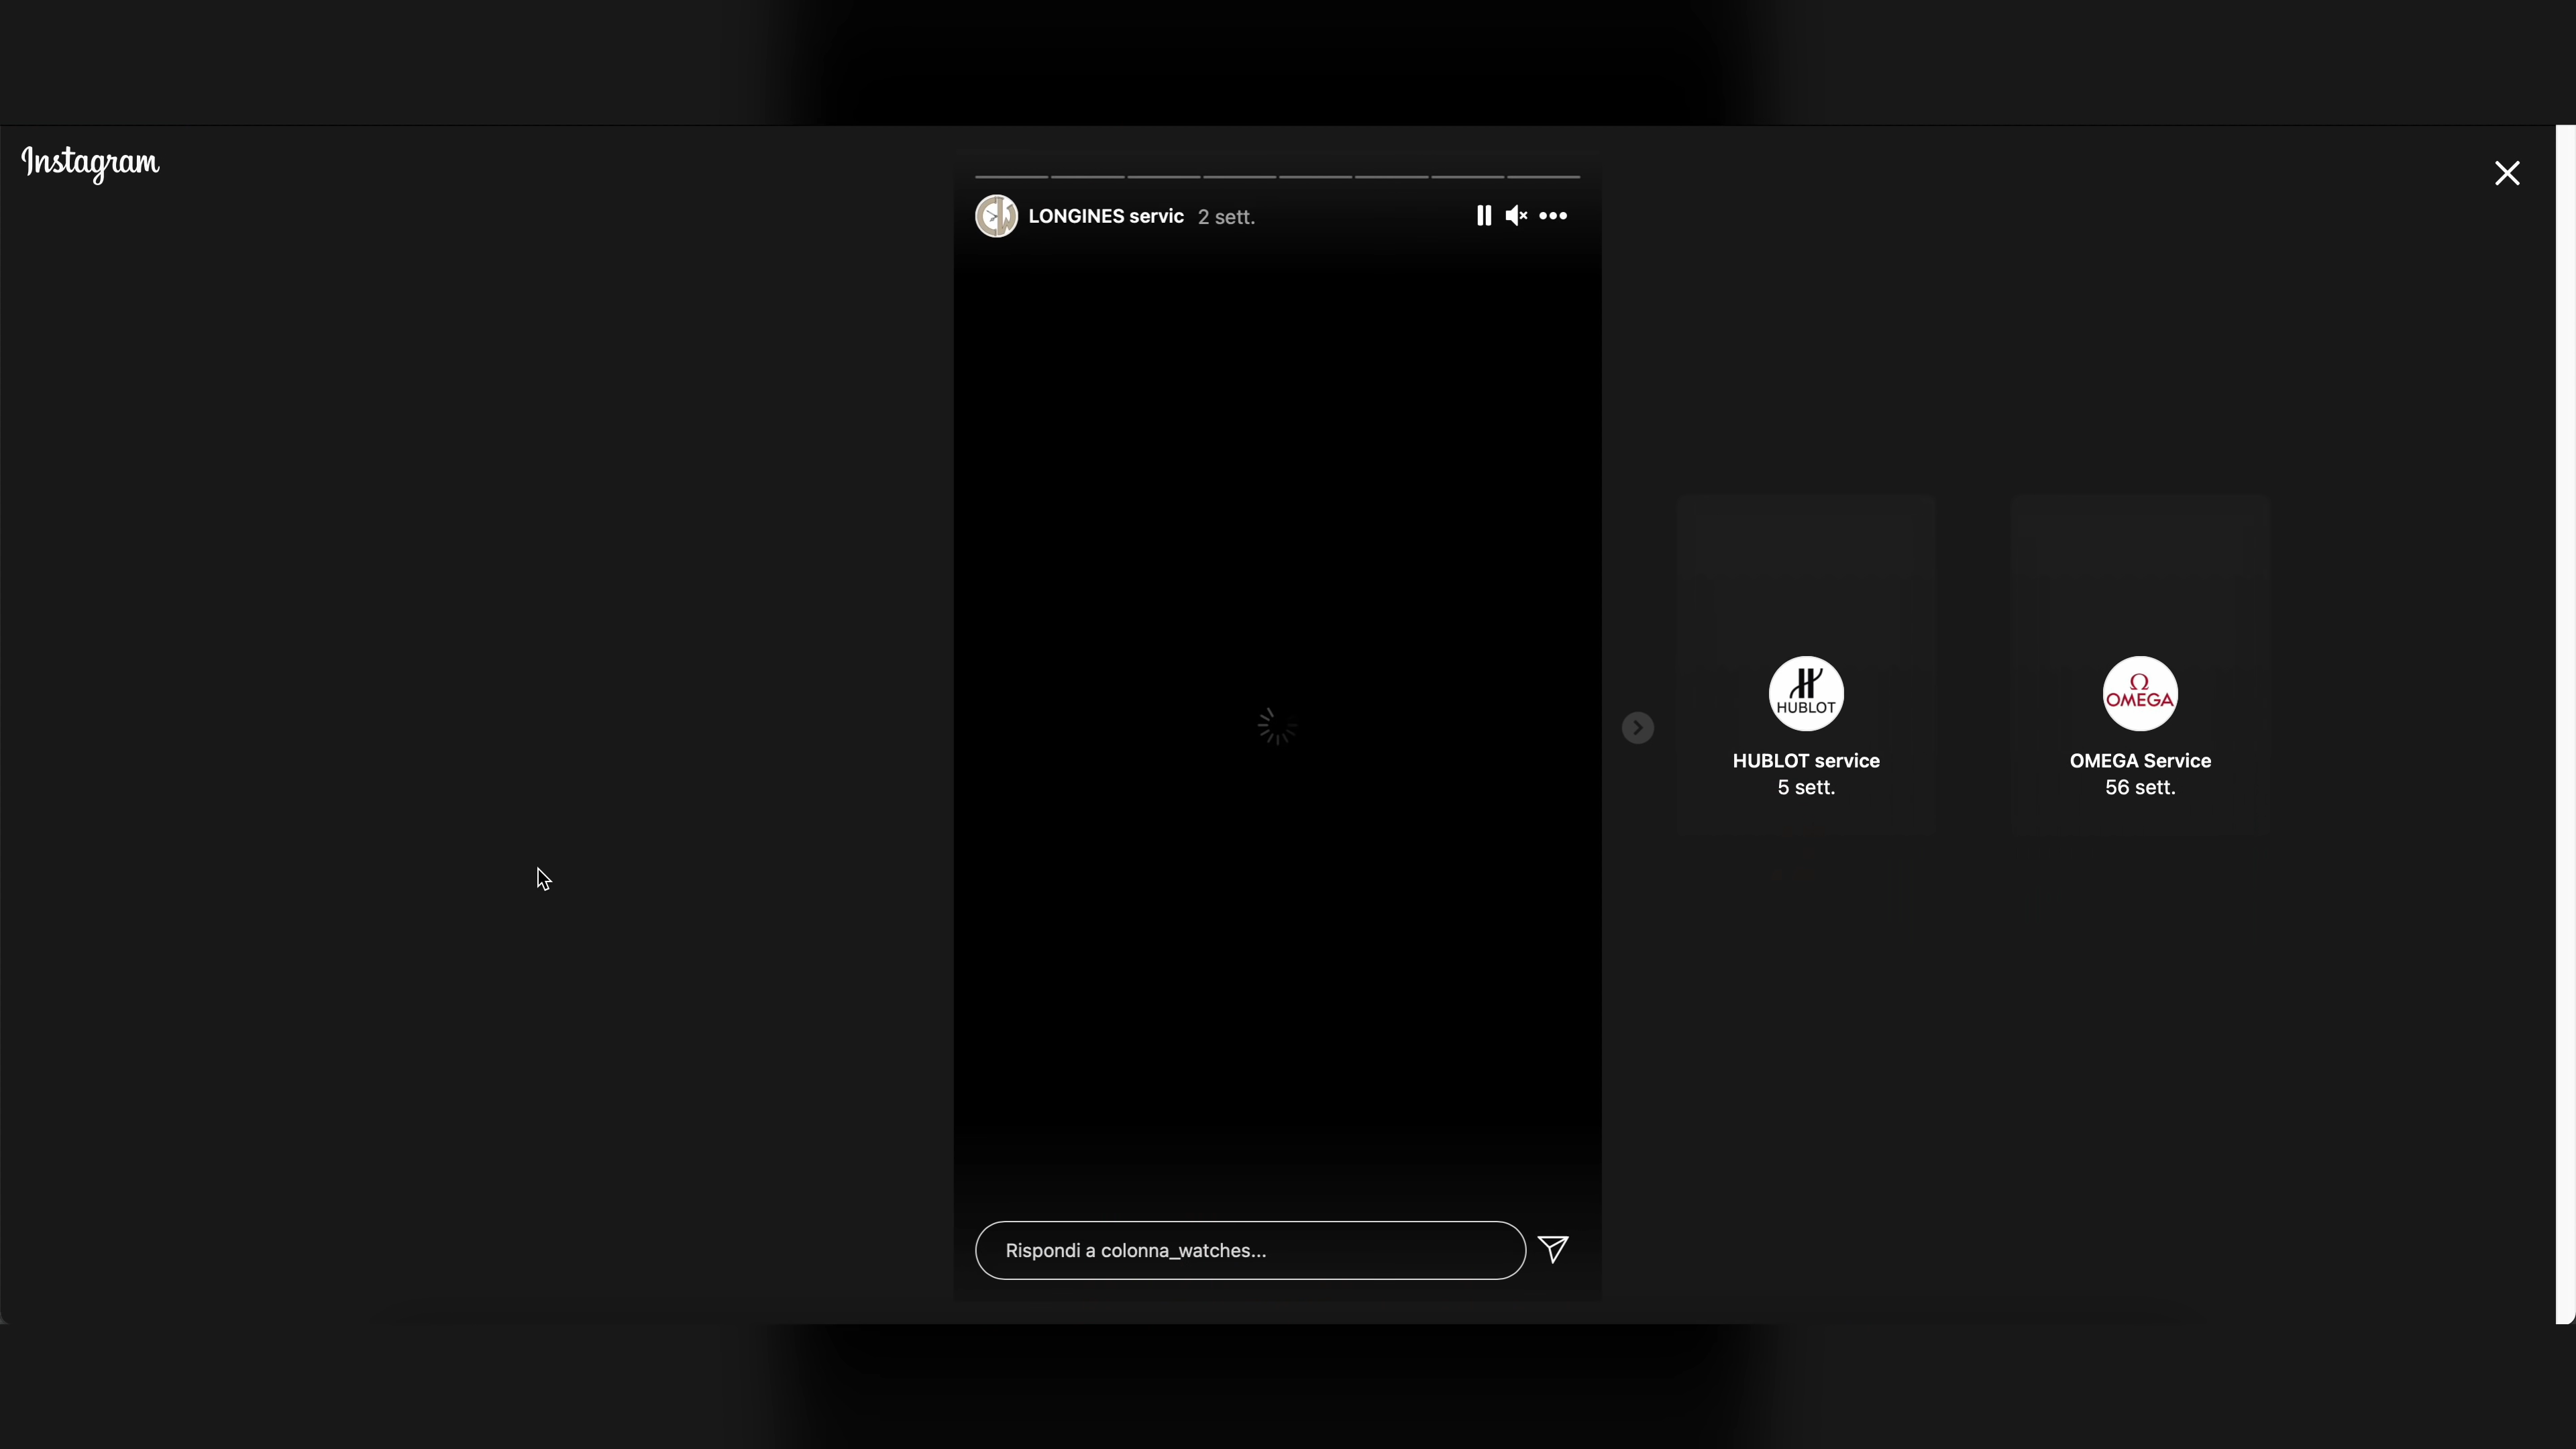 Instagram
LONGINES servic 2 sett.
HUBLOT
HUBLOT service
5 sett.
Ω
OMEGA
OMEGA Service
56 sett.
Rispondi a colonna_watches...